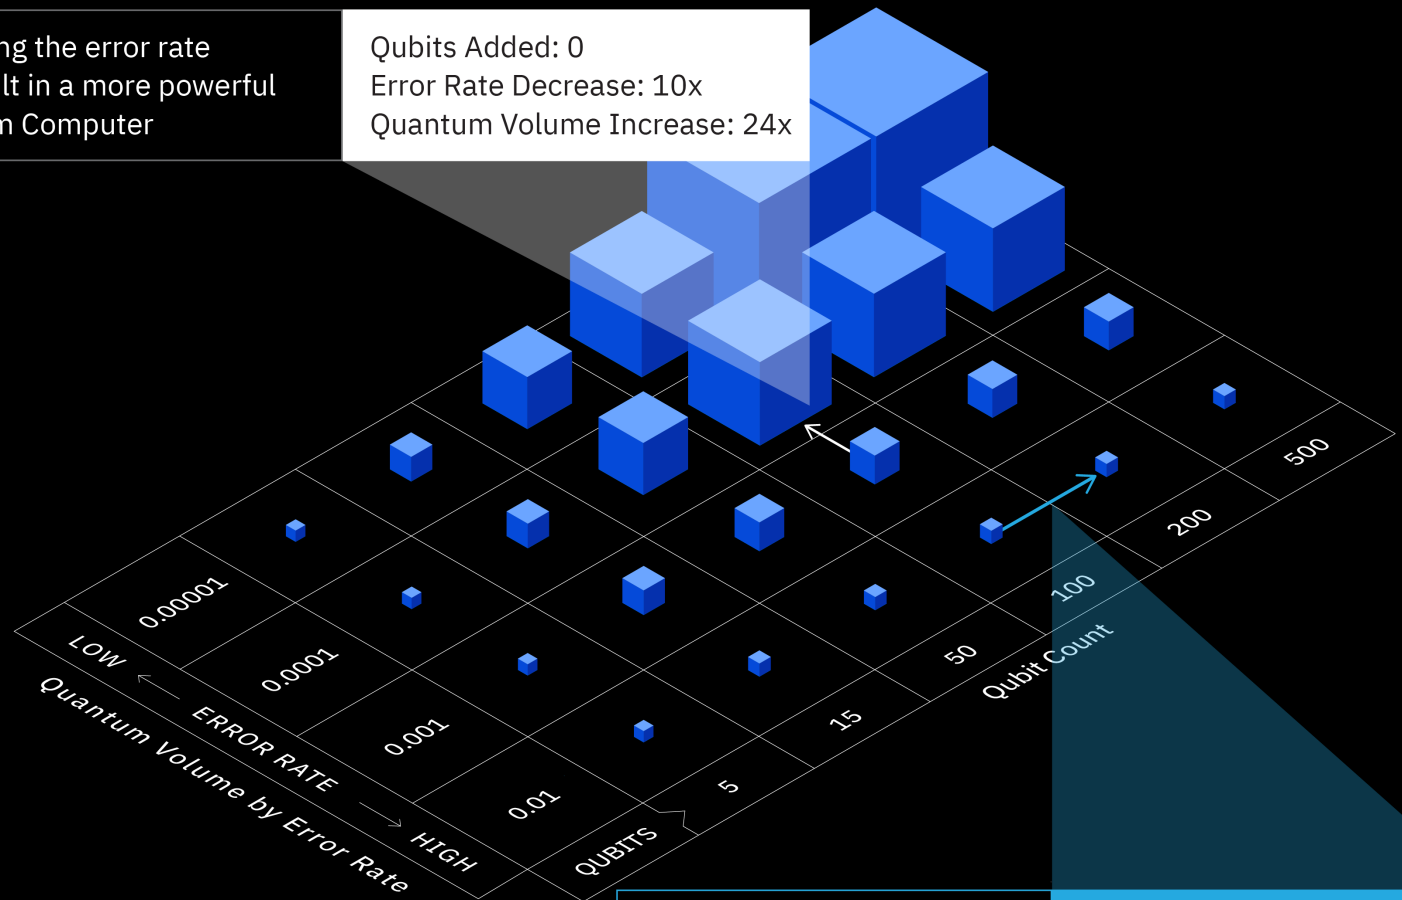 ng the error rate
lt in a more powerful
m Computer
Qubits Added: 0
Error Rate Decrease: 10x
Quantum Volume Increase: 24x
0.00001
0.0001
0.001
0.01
LOW
ERROR RATE
HIGH
Quantum Volume by Error Rate
QUBITS
5
15
50
100
200
500
Qubit Count